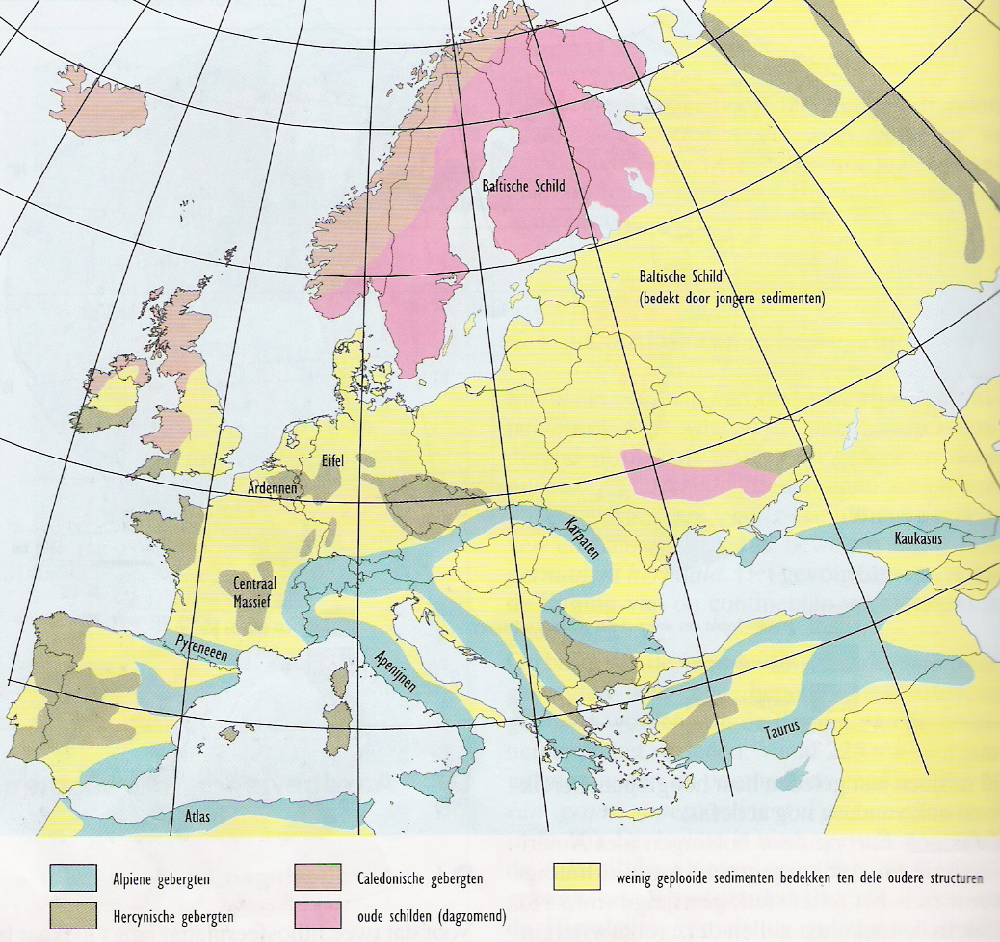 Baltische Schild
Baltische Schild
(bedekt door jongere sedimenten)
Eifel
Ardennen
Karpaten
Kaukasus
Centraal
Massief
Pyreneeen
Apenijnen
Taurus
Atlas
Alpiene gebergten
Caledonische gebergten
weinig geplooide sedimenten bedekken ten dele oudere structuren
Hercynische gebergten
oude schilden (dagzomend)